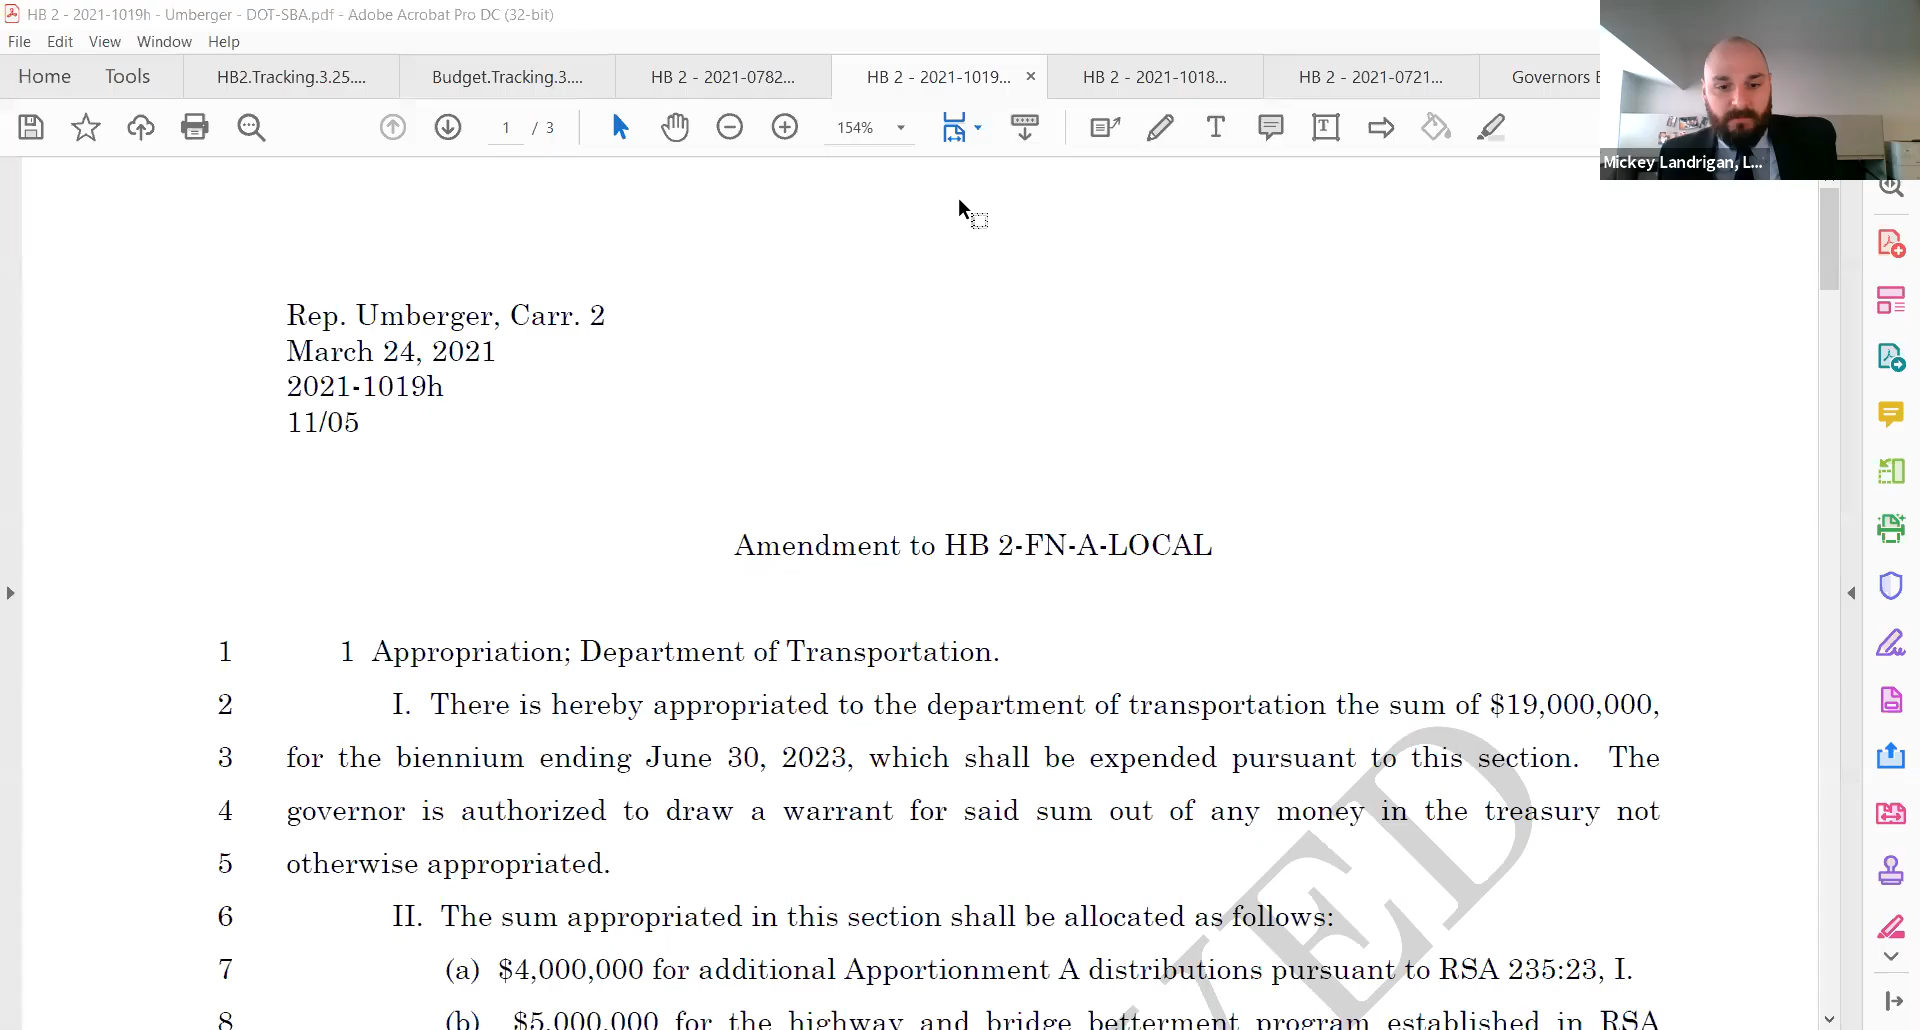 HB 2 - 2021-1019h - Umberger - DOT-SBA.pdf - Adobe Acrobat Pro DC (32-bit)
File Edit View Window Help
Home Tools HB2.Tracking.3.25.... Budget.Tracking.3.... HB 2 - 2021-0782... HB 2 - 2021-1019... × HB 2 - 2021-1018... HB 2 - 2021-0721... Governors
1 / 3 154%
Mickey Landrigan, L...
Rep. Umberger, Carr. 2
March 24, 2021
2021-1019h
11/05
Amendment to HB 2-FN-A-LOCAL
1 1 Appropriation; Department of Transportation.
2 I. There is hereby appropriated to the department of transportation the sum of $19,000,000,
3 for the biennium ending June 30, 2023, which shall be expended pursuant to this section. The
4 governor is authorized to draw a warrant for said sum out of any money in the treasury not
5 otherwise appropriated.
6 II. The sum appropriated in this section shall be allocated as follows:
7 (a) $4,000,000 for additional Apportionment A distributions pursuant to RSA 235:23, I.
8 (b) $5,000,000 for the highway and bridge betterment program established in RSA